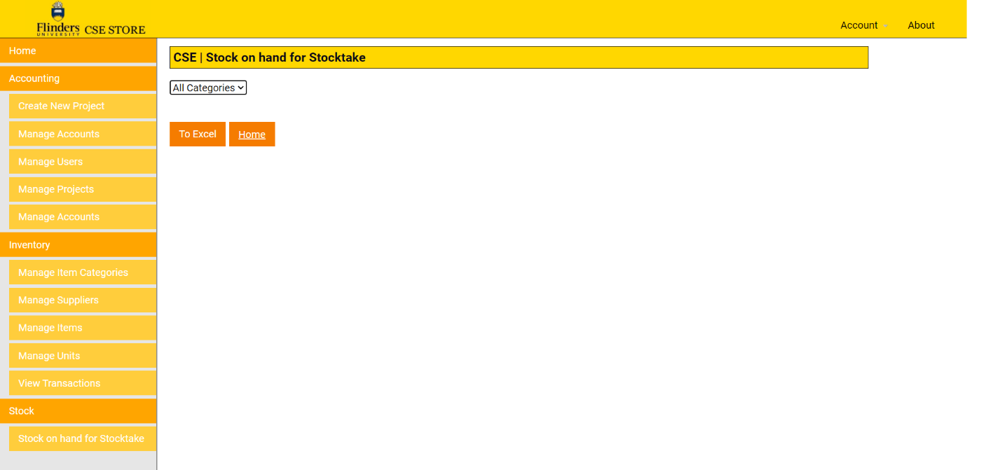 Flinders
UNIVERSITY
CSE STORE
Account
About
Home
Accounting
Create New Project
Manage Accounts
Manage Users
Manage Projects
Manage Accounts
Inventory
Manage Item Categories
Manage Suppliers
Manage Items
Manage Units
View Transactions
Stock
Stock on hand for Stocktake
CSE | Stock on hand for Stocktake
All Categories
To Excel
Home